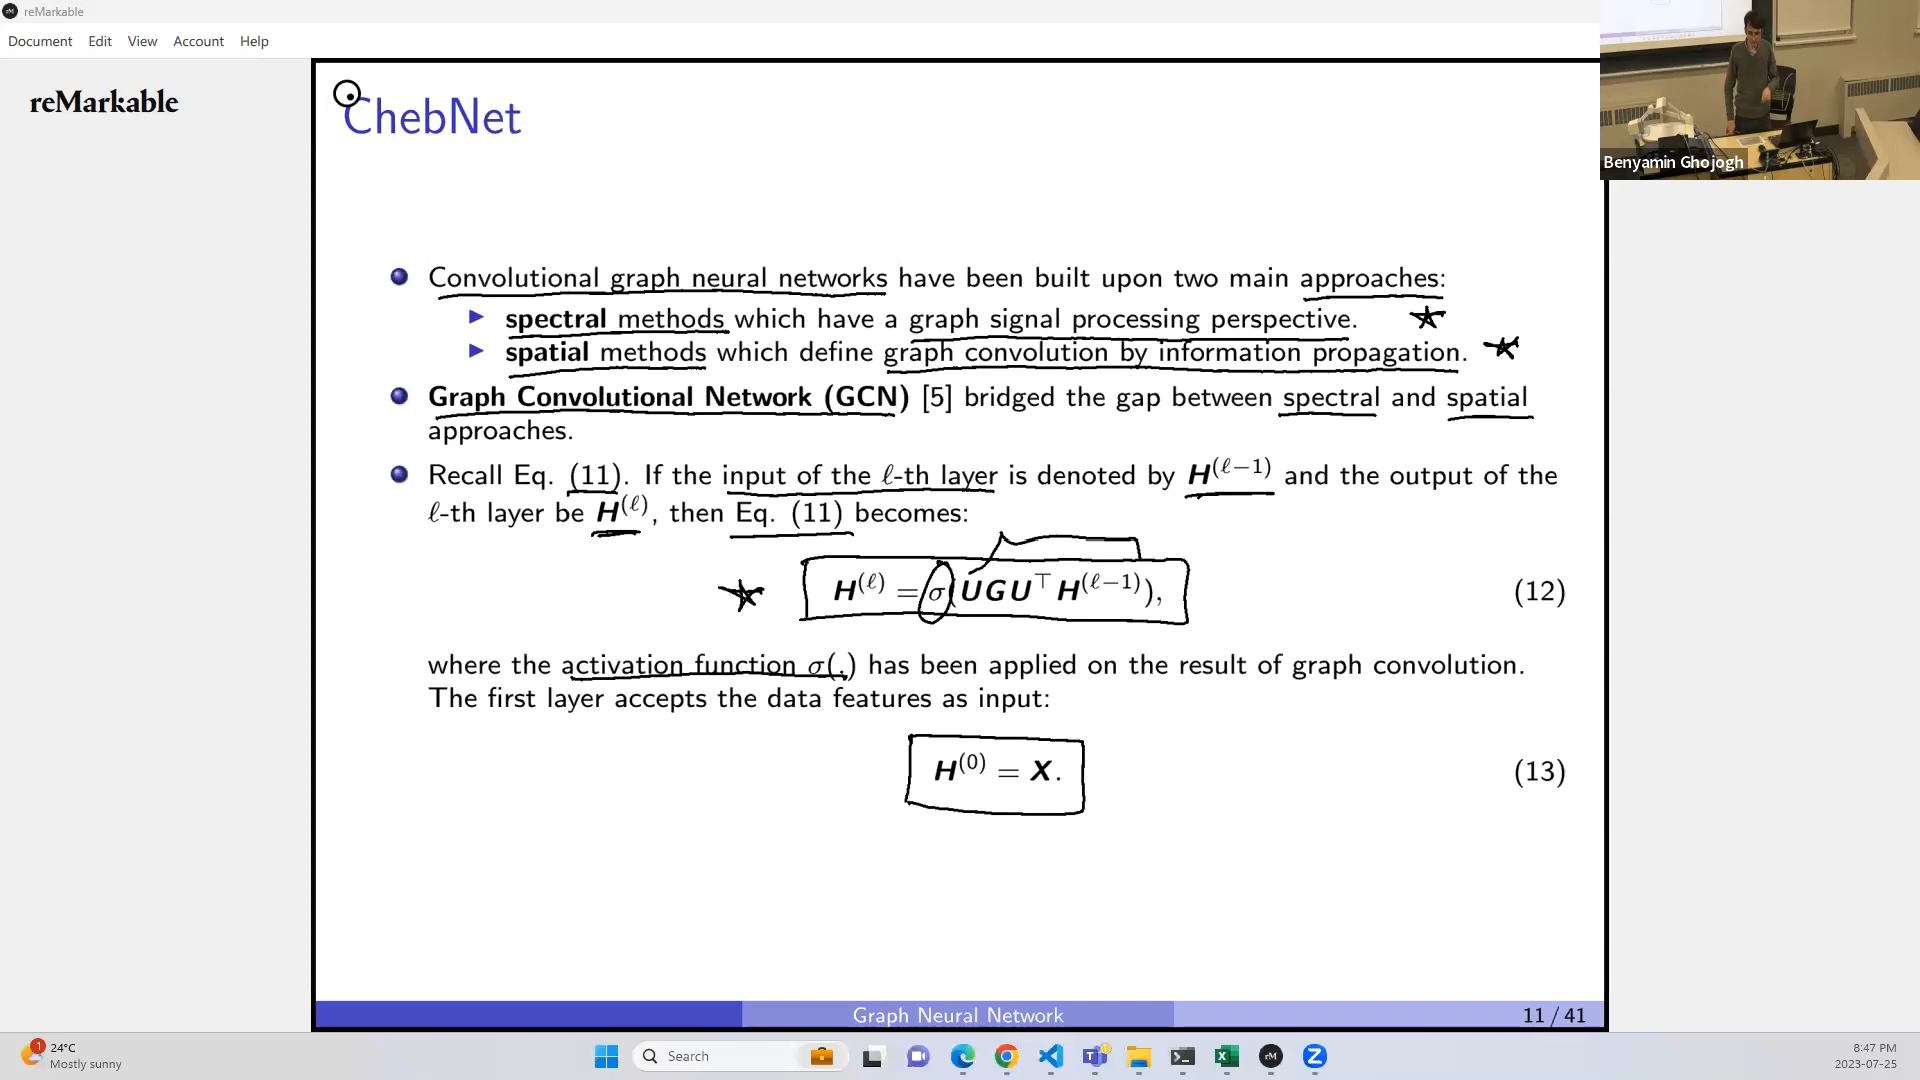 reMarkable
Document Edit View Account Help
reMarkable
Benyamin Ghojogh
ChebNet
Convolutional graph neural networks have been built upon two main approaches:
spectral methods which have a graph signal processing perspective.
spatial methods which define graph convolution by information propagation.
Graph Convolutional Network (GCN) [5] bridged the gap between spectral and spatial
approaches.
Recall Eq. (11). If the input of the ℓ-th layer is denoted by H^(ℓ−1) and the output of the
ℓ-th layer be H^(ℓ), then Eq. (11) becomes:
H^(ℓ) = σ(UGU^⊤H^(ℓ−1)), (12)
where the activation function σ(.) has been applied on the result of graph convolution.
The first layer accepts the data features as input:
H^(0) = X. (13)
Graph Neural Network 11 / 41
1
24°C
Mostly sunny
Search
8:47 PM
2023-07-25